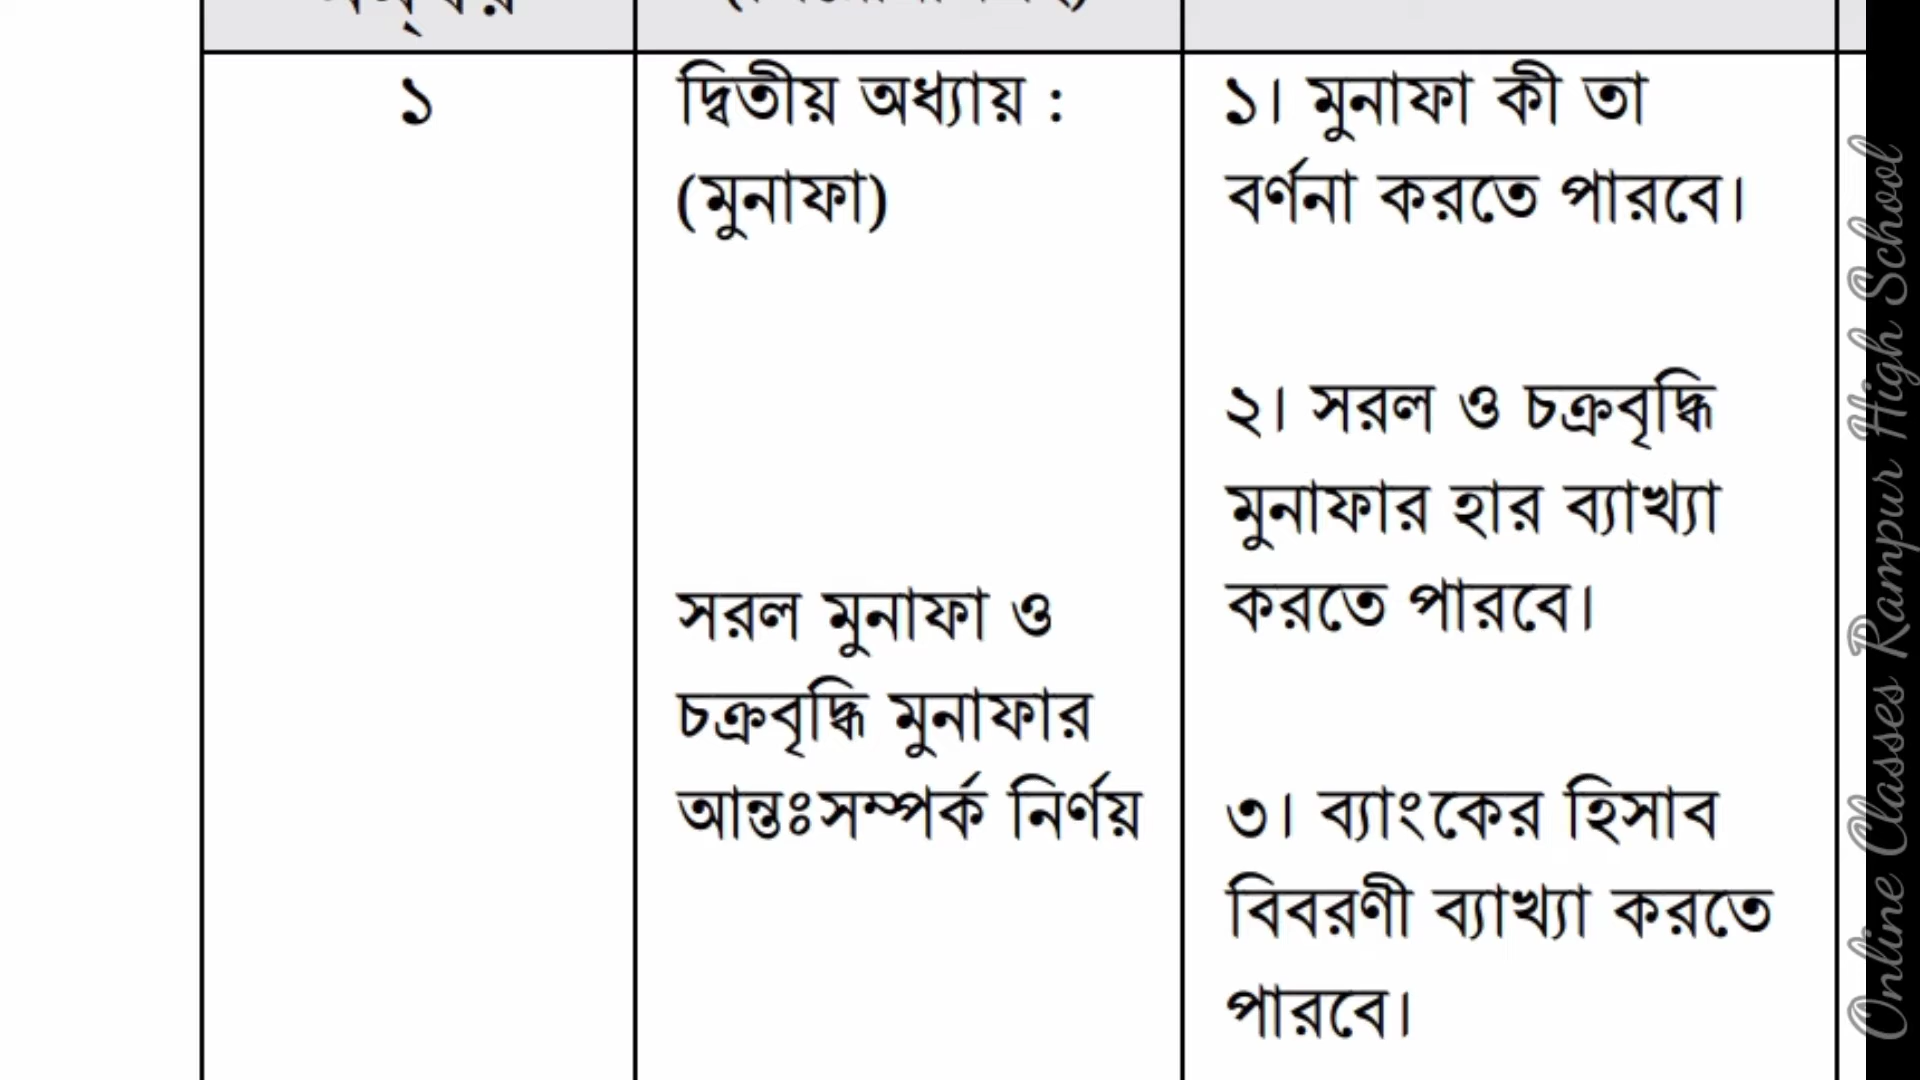 ১
দ্বিতীয় অধ্যায় :
(মুনাফা)
সরল মুনাফা ও
চক্রবৃদ্ধি মুনাফার
আন্তঃসম্পর্ক নির্ণয়
১। মুনাফা কী তা
বর্ণনা করতে পারবে।
২। সরল ও চক্রবৃদ্ধি
মুনাফার হার ব্যাখ্যা
করতে পারবে।
৩। ব্যাংকের হিসাব
বিবরণী ব্যাখ্যা করতে
পারবে।
Online Classes Rampur High School